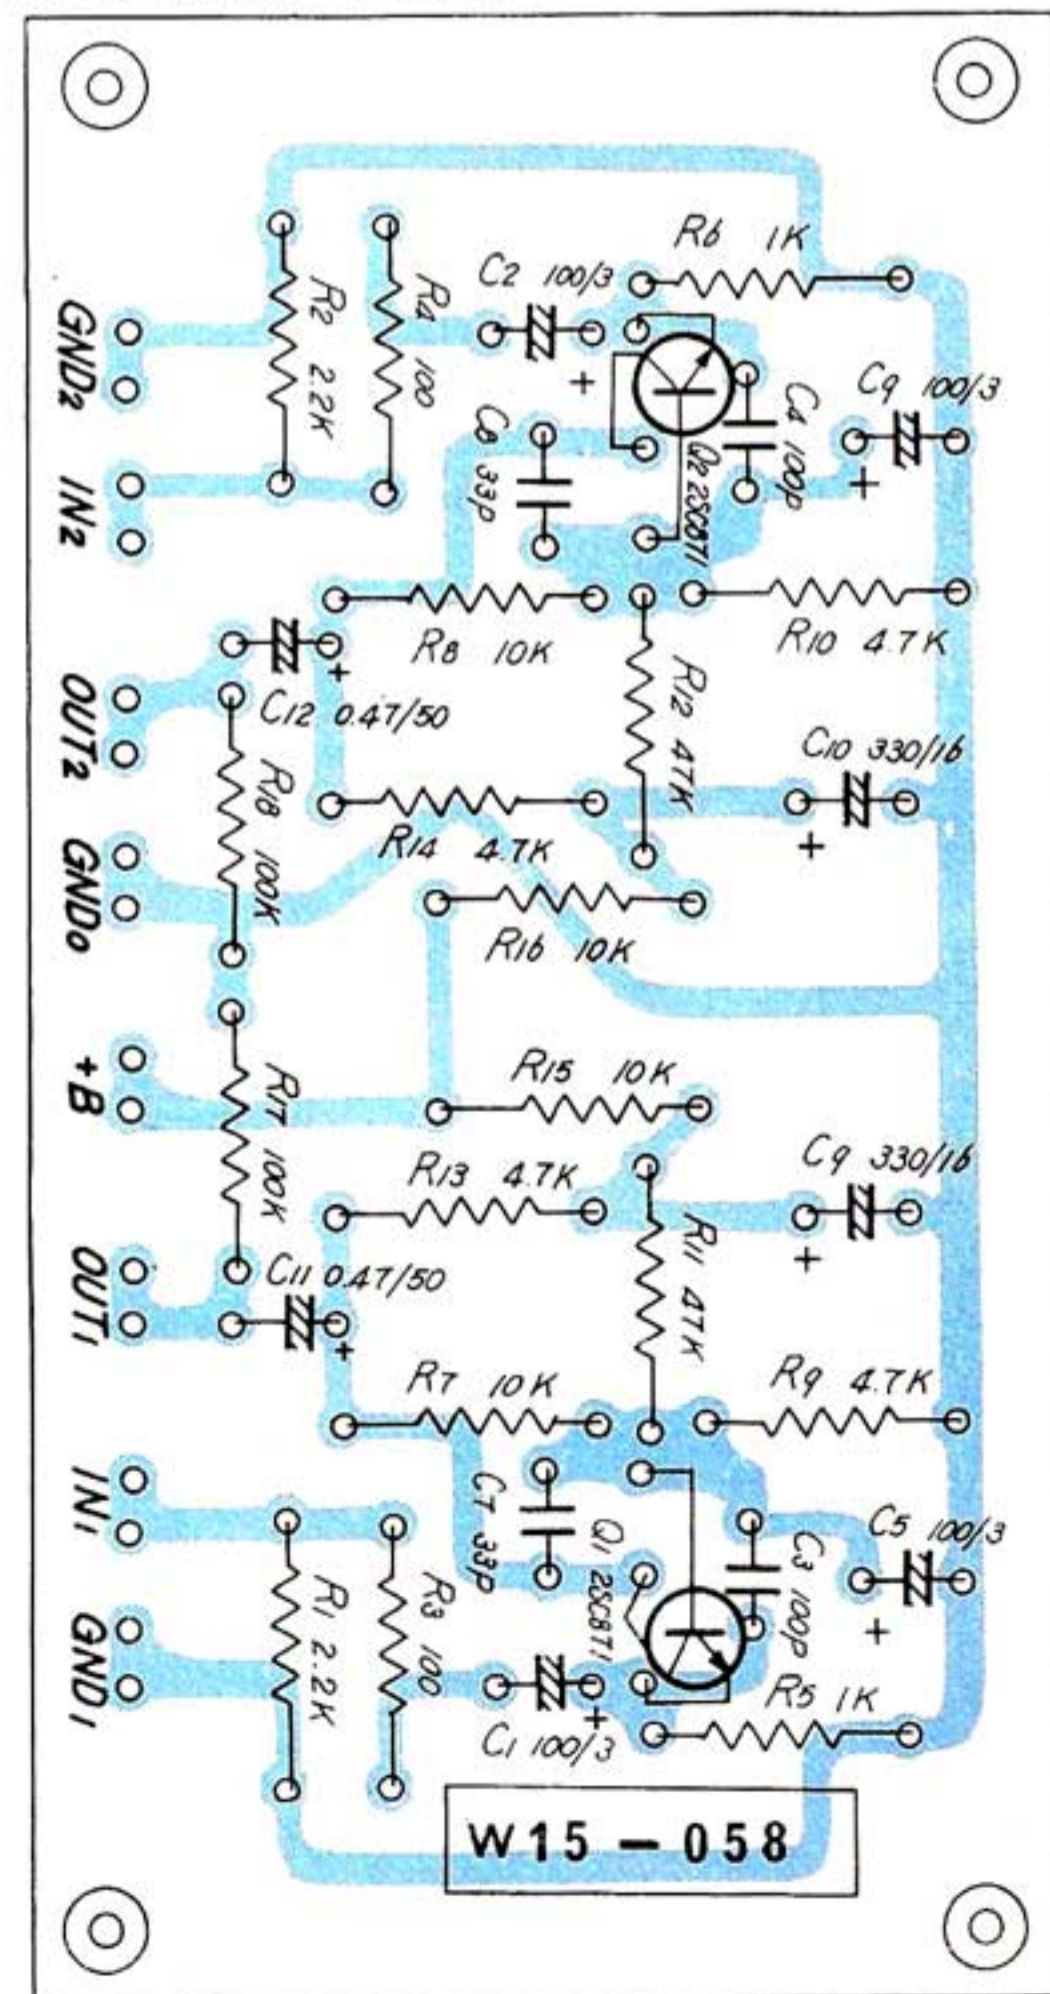 R6 1K
C2 100/3
R2 2.2K
R4 100
GND2
C9 100/3
C4 100p
Q2 2SC871
C8 33p
IN2
R8 10K
R10 4.7K
R12 47K
OUT2
C12 0.47/50
C10 330/16
R18 100K
R14 4.7K
GND0
R16 10K
+B
R15 10K
R17 100K
R13 4.7K
C9 330/16
R11 47K
OUT1
C11 0.47/50
R7 10K
R9 4.7K
IN1
C7 33p
Q1 2SC871
C3 100p
C5 100/3
R1 2.2K
R3 100
GND1
R5 1K
C1 100/3
W15-058